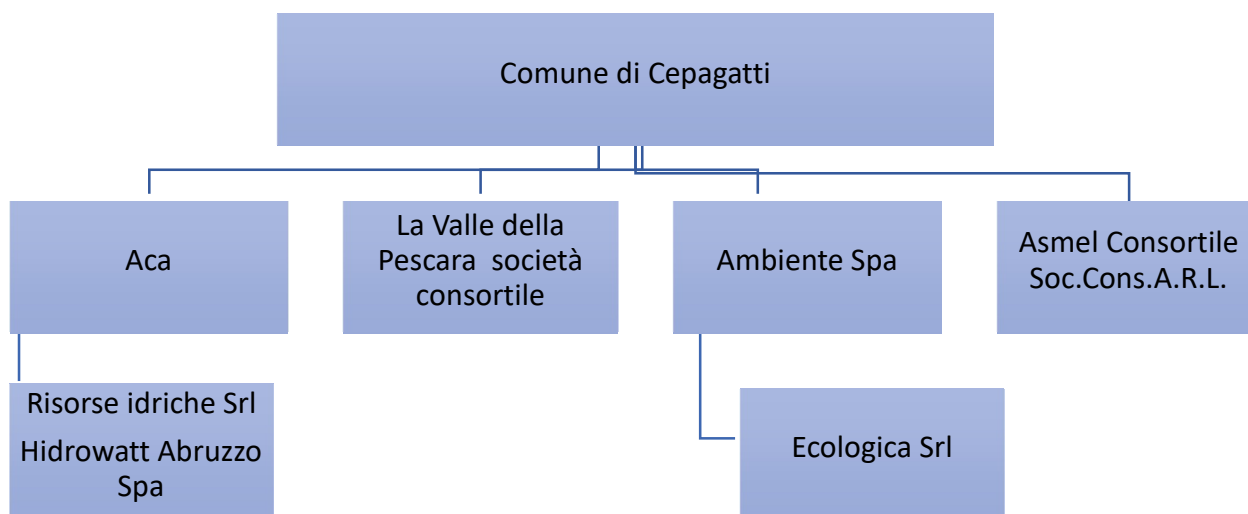 Comune di Cepagatti
Aca
La Valle della
Pescara società
consortile
Ambiente Spa
Asmel Consortile
Soc.Cons.A.R.L.
Risorse idriche Srl
Hidrowatt Abruzzo
Spa
Ecologica Srl